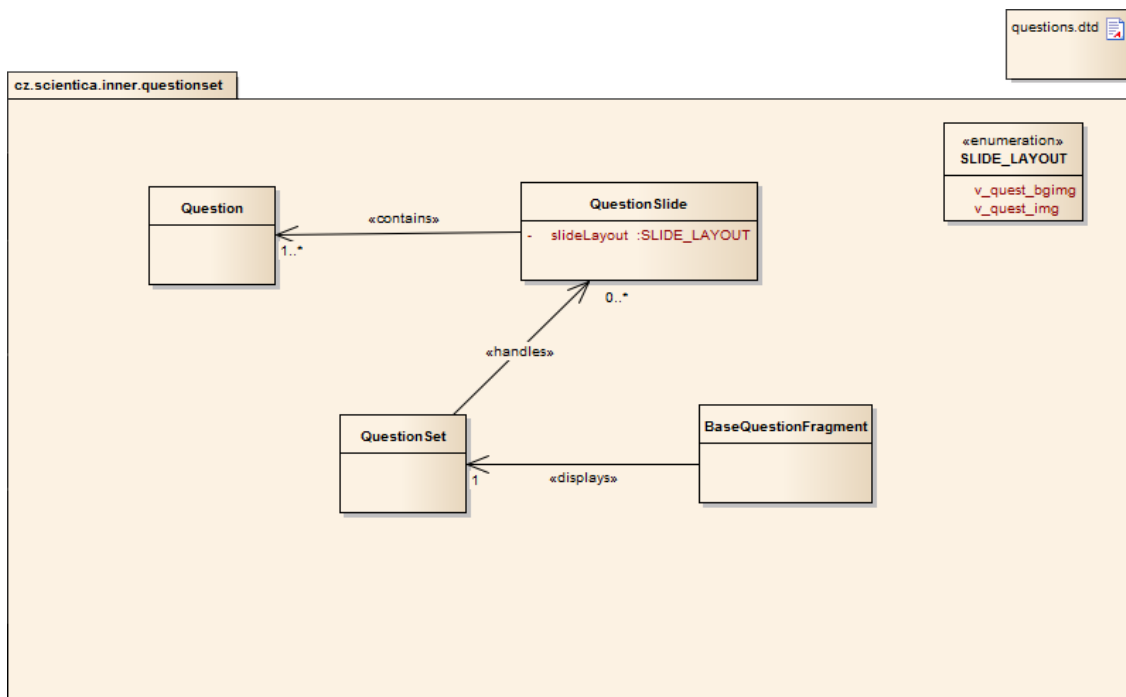 questions.dtd
cz.scientica.inner.questionset
«enumeration»
SLIDE_LAYOUT
v_quest_bgimg
v_quest_img
Question
QuestionSlide
- slideLayout :SLIDE_LAYOUT
«contains»
1..*
0..*
«handles»
QuestionSet
BaseQuestionFragment
1
«displays»